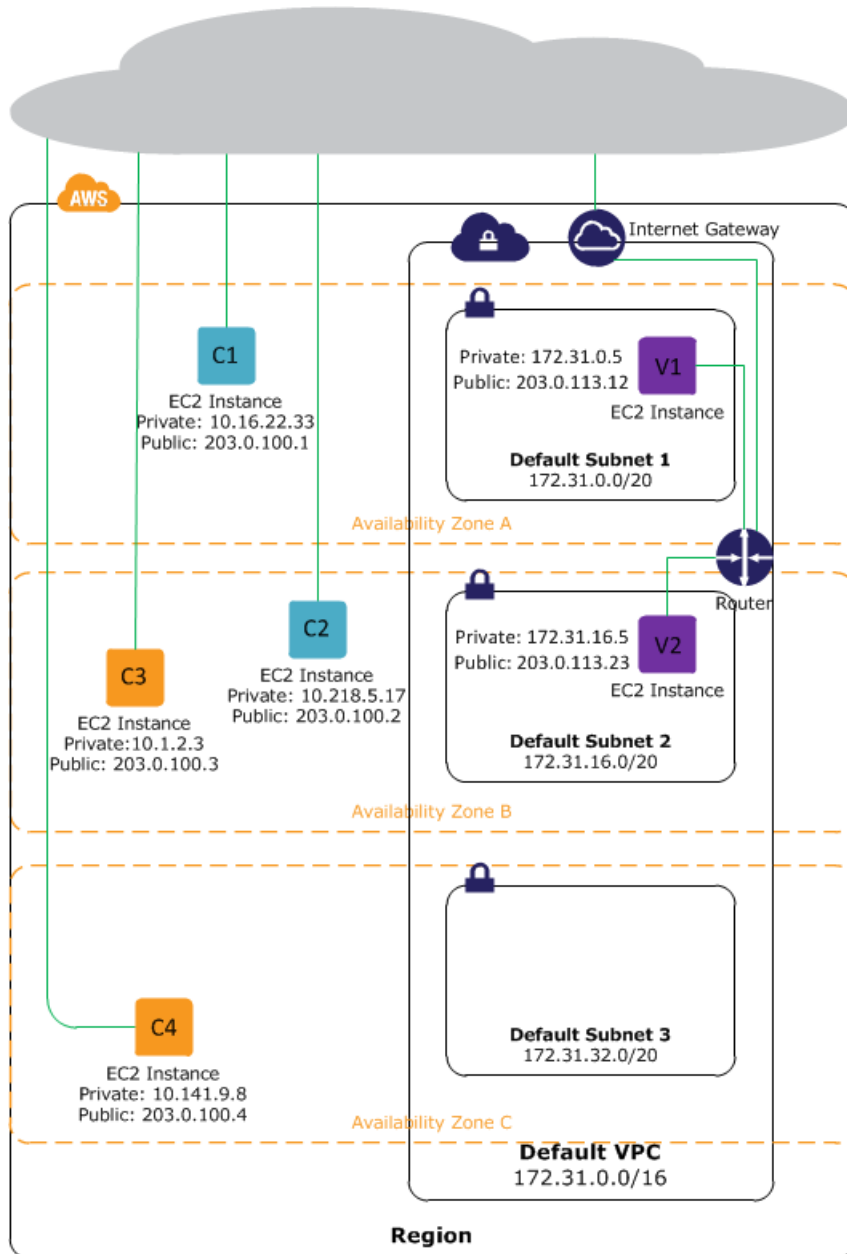 AWS
Internet Gateway
C1
EC2 Instance
Private: 10.16.22.33
Public: 203.0.100.1
Private: 172.31.0.5
Public: 203.0.113.12
V1
EC2 Instance
Default Subnet 1
172.31.0.0/20
Availability Zone A
Router
C2
EC2 Instance
Private: 10.218.5.17
Public: 203.0.100.2
C3
EC2 Instance
Private:10.1.2.3
Public: 203.0.100.3
Private: 172.31.16.5
Public: 203.0.113.23
V2
EC2 Instance
Default Subnet 2
172.31.16.0/20
Availability Zone B
C4
EC2 Instance
Private: 10.141.9.8
Public: 203.0.100.4
Default Subnet 3
172.31.32.0/20
Availability Zone C
Default VPC
172.31.0.0/16
Region